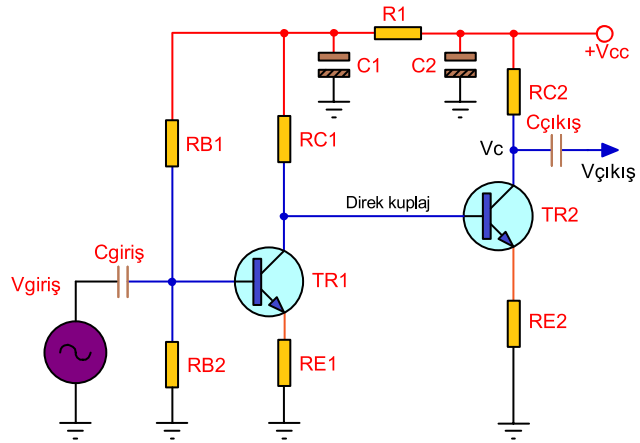 R1
+Vcc
C1
C2
RC2
Cçıkış
RB1
RC1
Vc
Vçıkış
Direk kuplaj
TR2
Cgiriş
Vgiriş
TR1
RE2
RB2
RE1